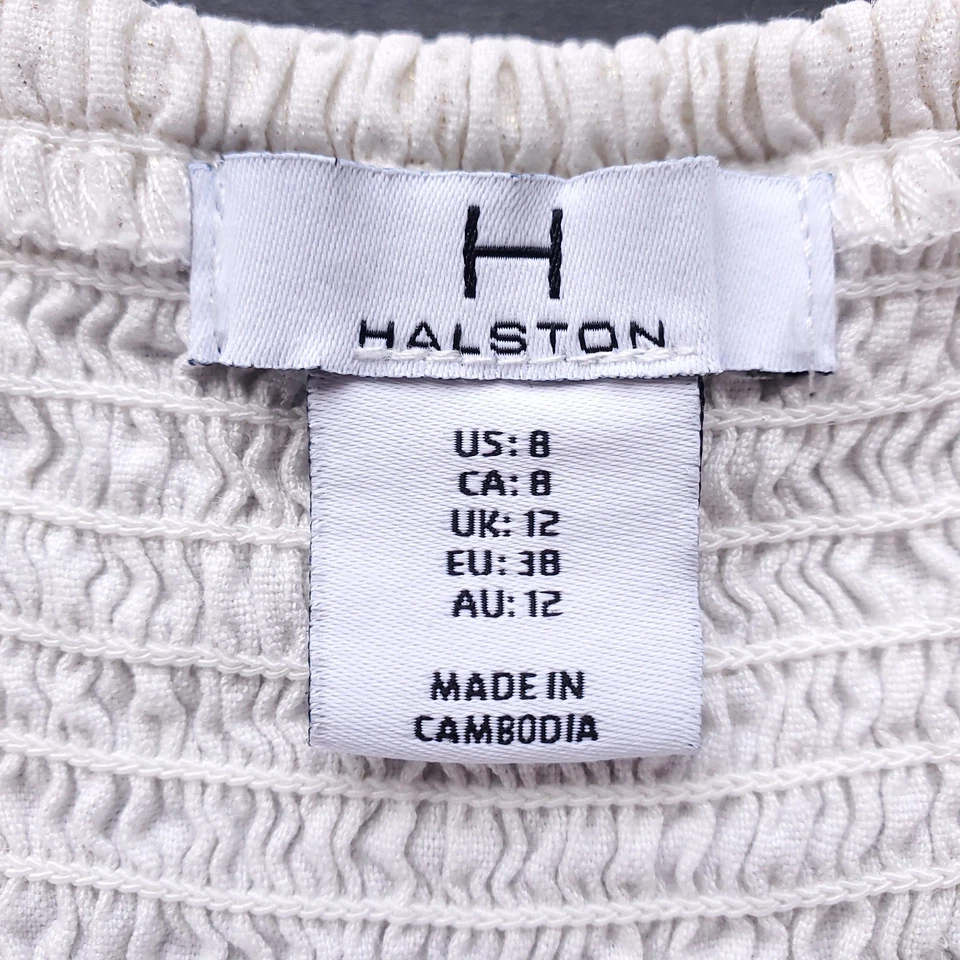 H
HALSTON
US: 8
CA: 8
UK: 12
EU: 38
AU: 12
MADE IN
CAMBODIA